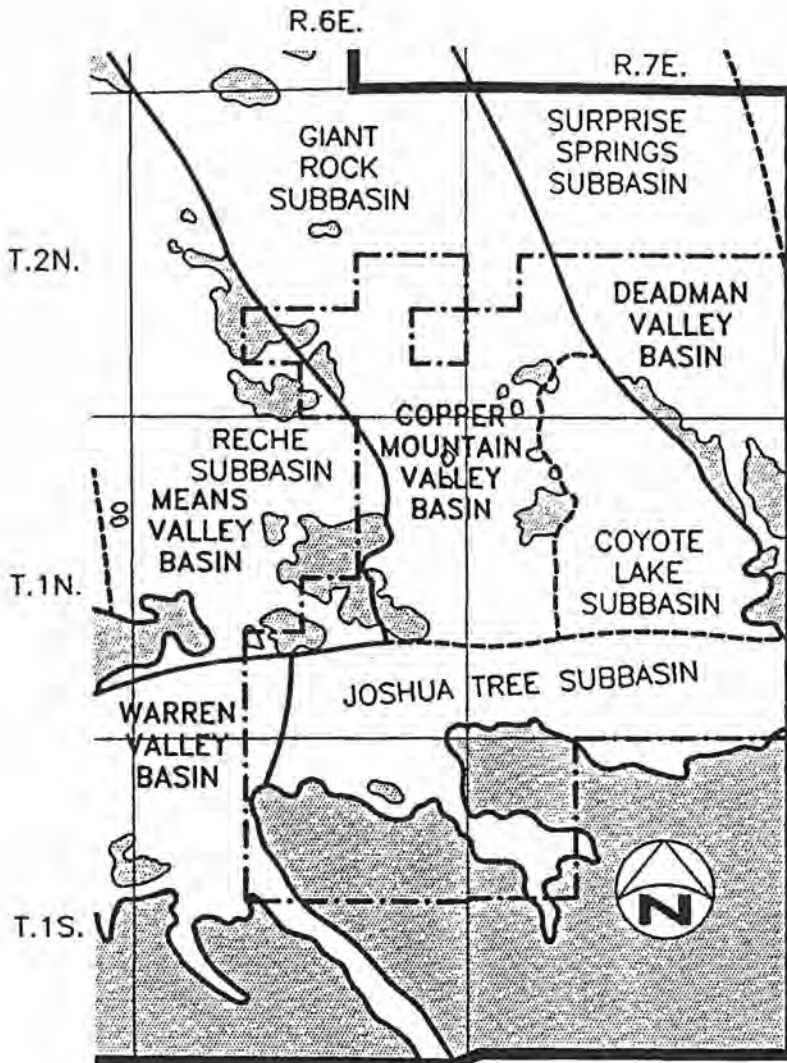 R.6E.
R.7E.
GIANT
ROCK
SUBBASIN
SURPRISE
SPRINGS
SUBBASIN
T.2N.
DEADMAN
VALLEY
BASIN
COPPER
MOUNTAIN
VALLEY
BASIN
RECHE
SUBBASIN
MEANS
VALLEY
BASIN
COYOTE
LAKE
SUBBASIN
T.1N.
JOSHUA TREE SUBBASIN
WARREN
VALLEY
BASIN
T.1S.
N